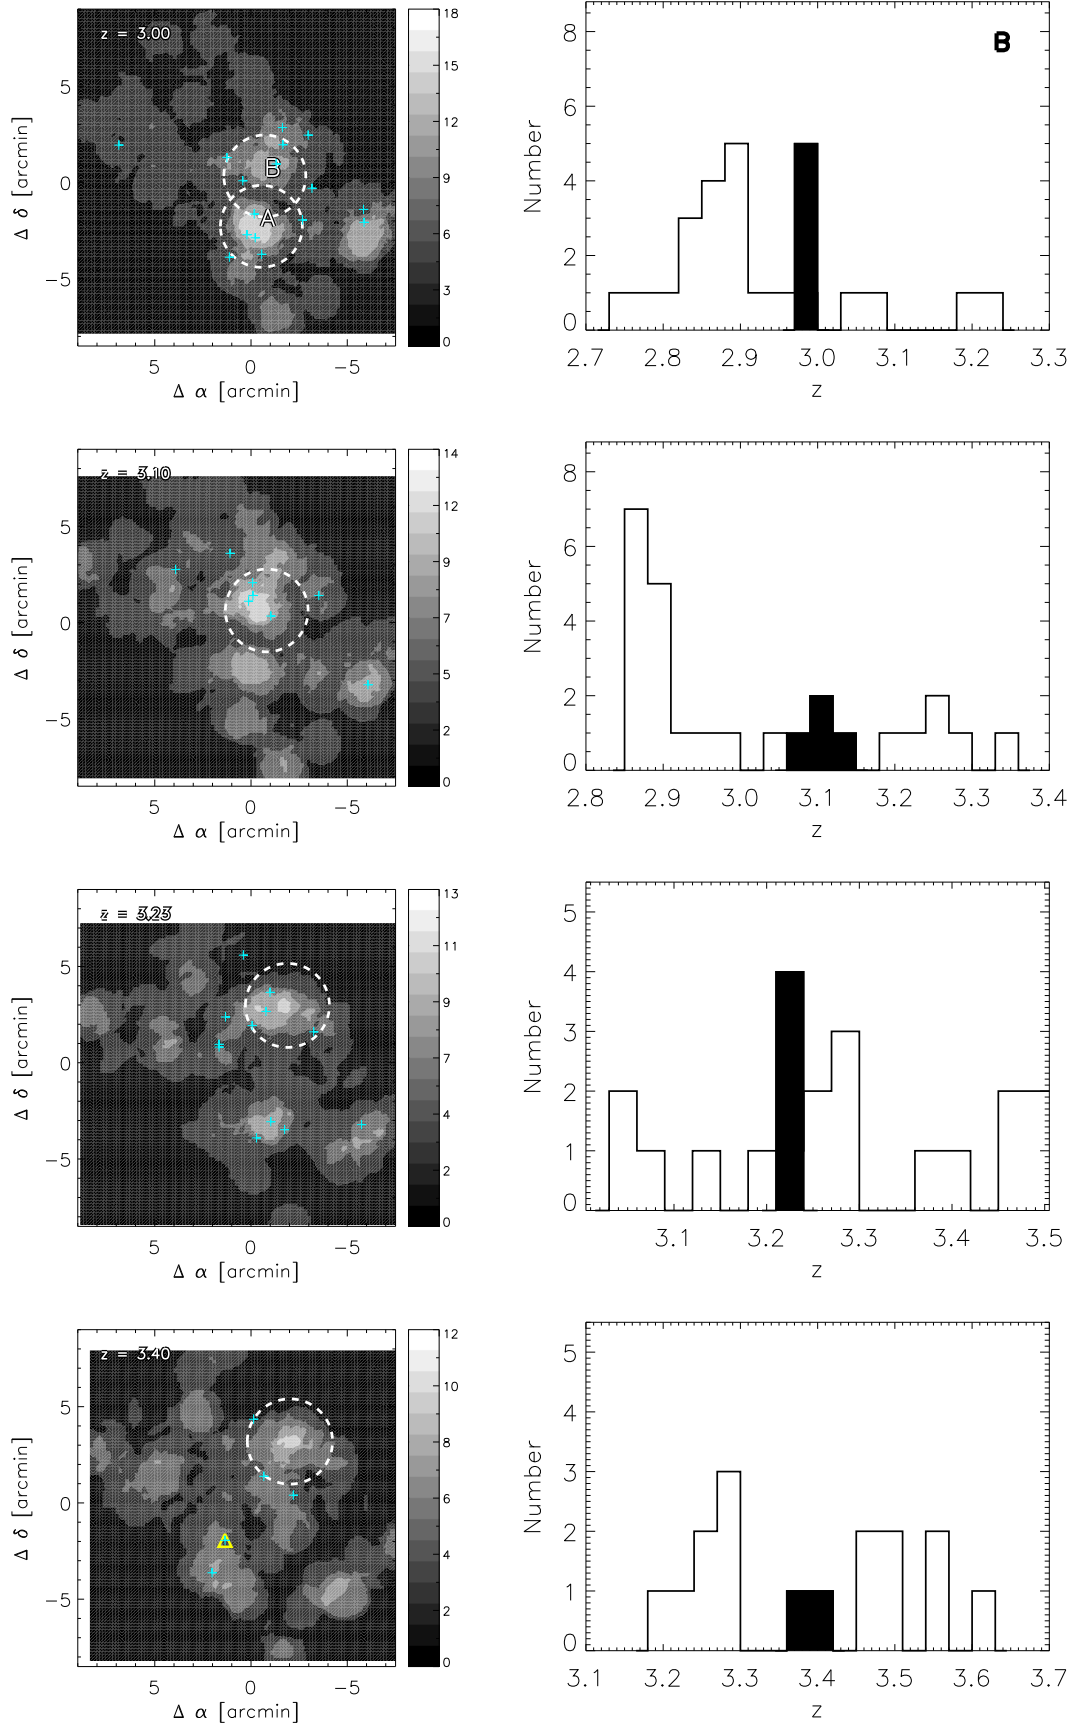 z = 3.00
B
A
5
0
−5
Δ δ [arcmin]
5 0 −5
Δ α [arcmin]
18
15
12
9
6
3
0
B
8
6
4
2
0
Number
2.7 2.8 2.9 3.0 3.1 3.2 3.3
z
z = 3.10
5
0
−5
Δ δ [arcmin]
5 0 −5
Δ α [arcmin]
14
12
9
7
5
2
0
8
6
4
2
0
Number
2.8 2.9 3.0 3.1 3.2 3.3 3.4
z
z = 3.23
5
0
−5
Δ δ [arcmin]
5 0 −5
Δ α [arcmin]
13
11
9
7
4
2
0
5
4
3
2
1
0
Number
3.1 3.2 3.3 3.4 3.5
z
z = 3.40
5
0
−5
Δ δ [arcmin]
5 0 −5
Δ α [arcmin]
12
10
8
6
4
2
0
5
4
3
2
1
0
Number
3.1 3.2 3.3 3.4 3.5 3.6 3.7
z